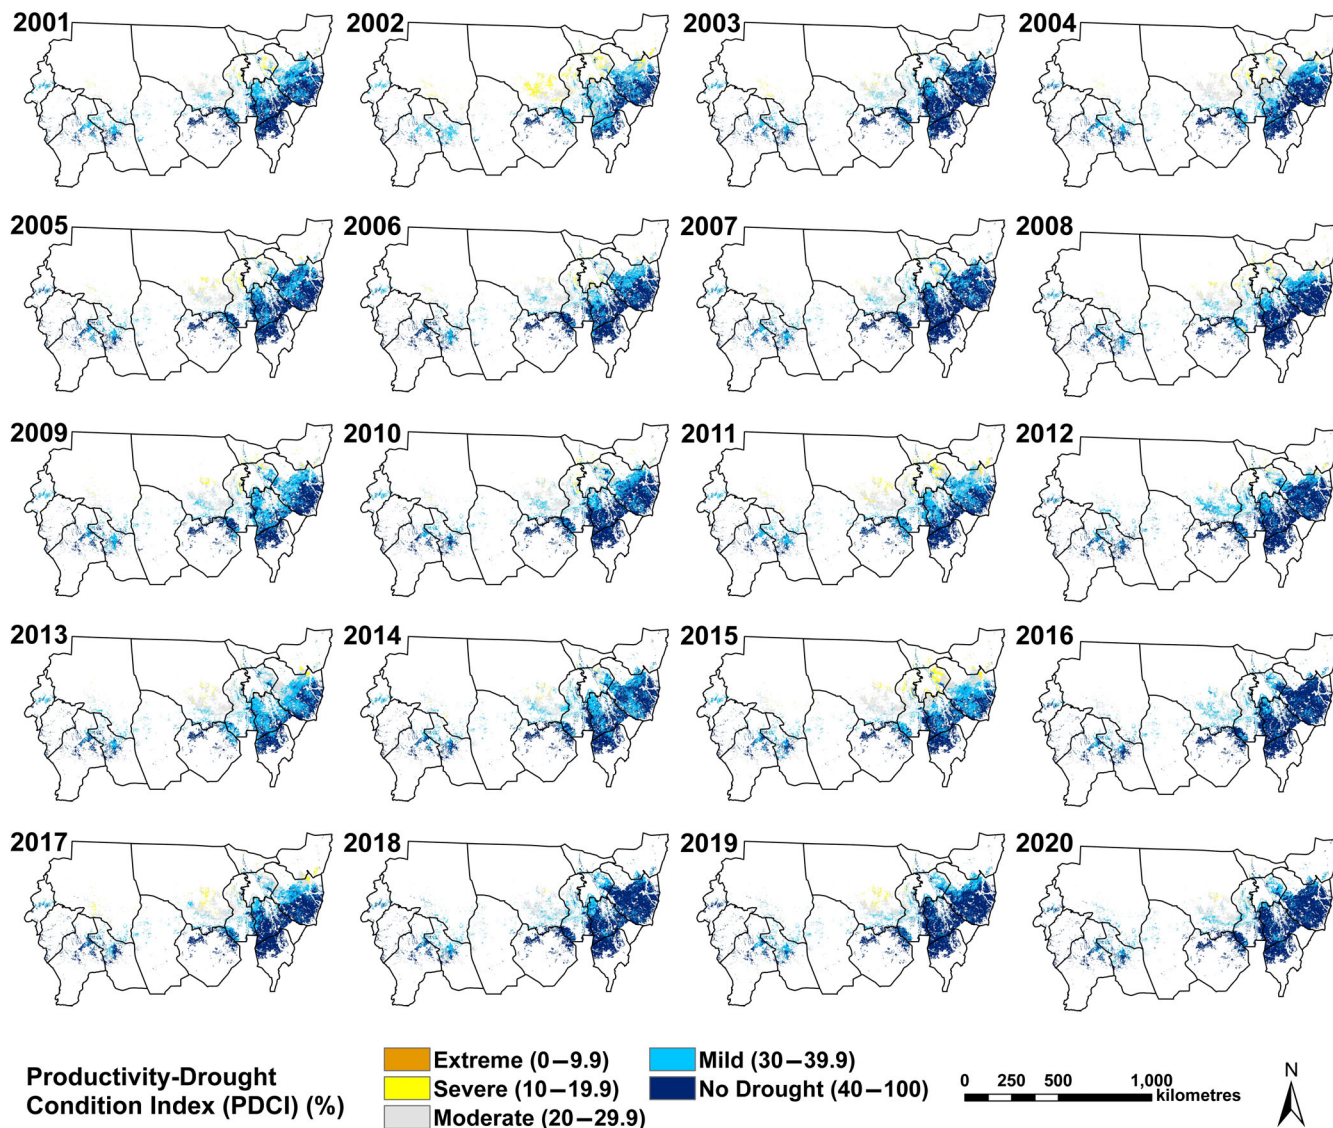 2001
2002
2003
2004
2005
2006
2007
2008
2009
2010
2011
2012
2013
2014
2015
2016
2017
2018
2019
2020
Productivity-Drought
Condition Index (PDCI) (%)
Extreme (0–9.9)
Severe (10–19.9)
Moderate (20–29.9)
Mild (30–39.9)
No Drought (40–100)
0 250 500 1,000
kilometres
N